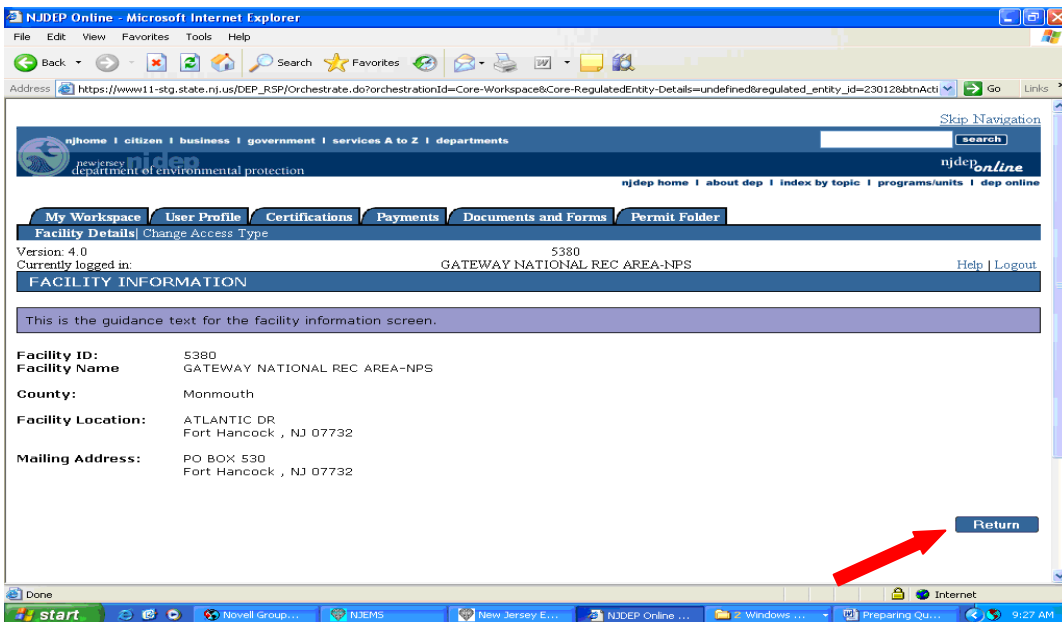 NJDEP Online - Microsoft Internet Explorer
File Edit View Favorites Tools Help
Back Search Favorites
Address https://www11-stg.state.nj.us/DEP_RSP/Orchestrate.do?orchestrationId=Core-Workspace&Core-RegulatedEntity-Details=undefined&regulated_entity_id=23012&btnActi Go Links
Skip Navigation
njhome | citizen | business | government | services A to Z | departments search
newjersey njdep njdeponline
department of environmental protection
njdep home | about dep | index by topic | programs/units | dep online
My Workspace User Profile Certifications Payments Documents and Forms Permit Folder
Facility Details| Change Access Type
Version: 4.0 5380
Currently logged in: GATEWAY NATIONAL REC AREA-NPS Help | Logout
FACILITY INFORMATION
This is the guidance text for the facility information screen.
Facility ID: 5380
Facility Name GATEWAY NATIONAL REC AREA-NPS
County: Monmouth
Facility Location: ATLANTIC DR
Fort Hancock , NJ 07732
Mailing Address: PO BOX 530
Fort Hancock , NJ 07732
Return
Done Internet
start Novell Group... NJEMS New Jersey E... NJDEP Online ... 2 Windows ... Preparing Qu... 9:27 AM